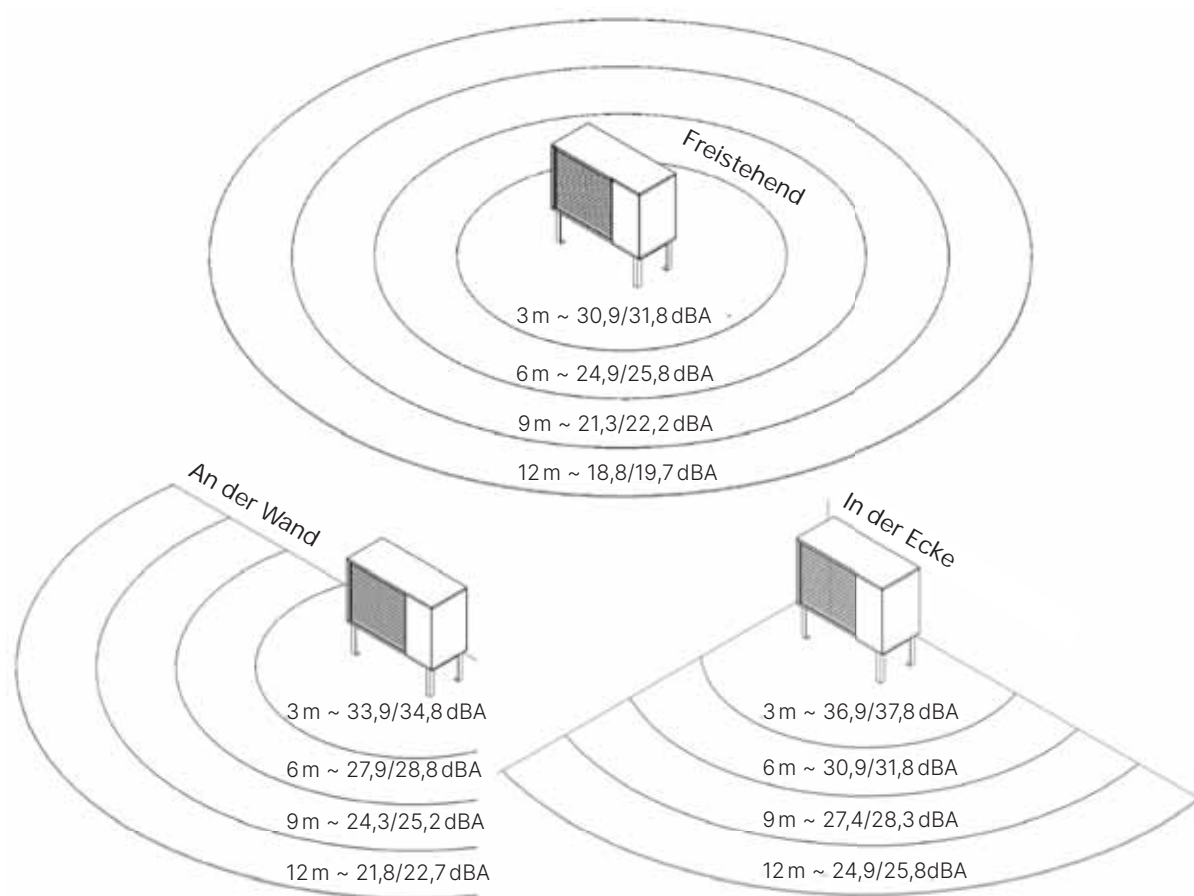 Freistehend
3 m ~ 30,9/31,8 dBA
6 m ~ 24,9/25,8 dBA
9 m ~ 21,3/22,2 dBA
12 m ~ 18,8/19,7 dBA
An der Wand
3 m ~ 33,9/34,8 dBA
6 m ~ 27,9/28,8 dBA
9 m ~ 24,3/25,2 dBA
12 m ~ 21,8/22,7 dBA
In der Ecke
3 m ~ 36,9/37,8 dBA
6 m ~ 30,9/31,8 dBA
9 m ~ 27,4/28,3 dBA
12 m ~ 24,9/25,8dBA